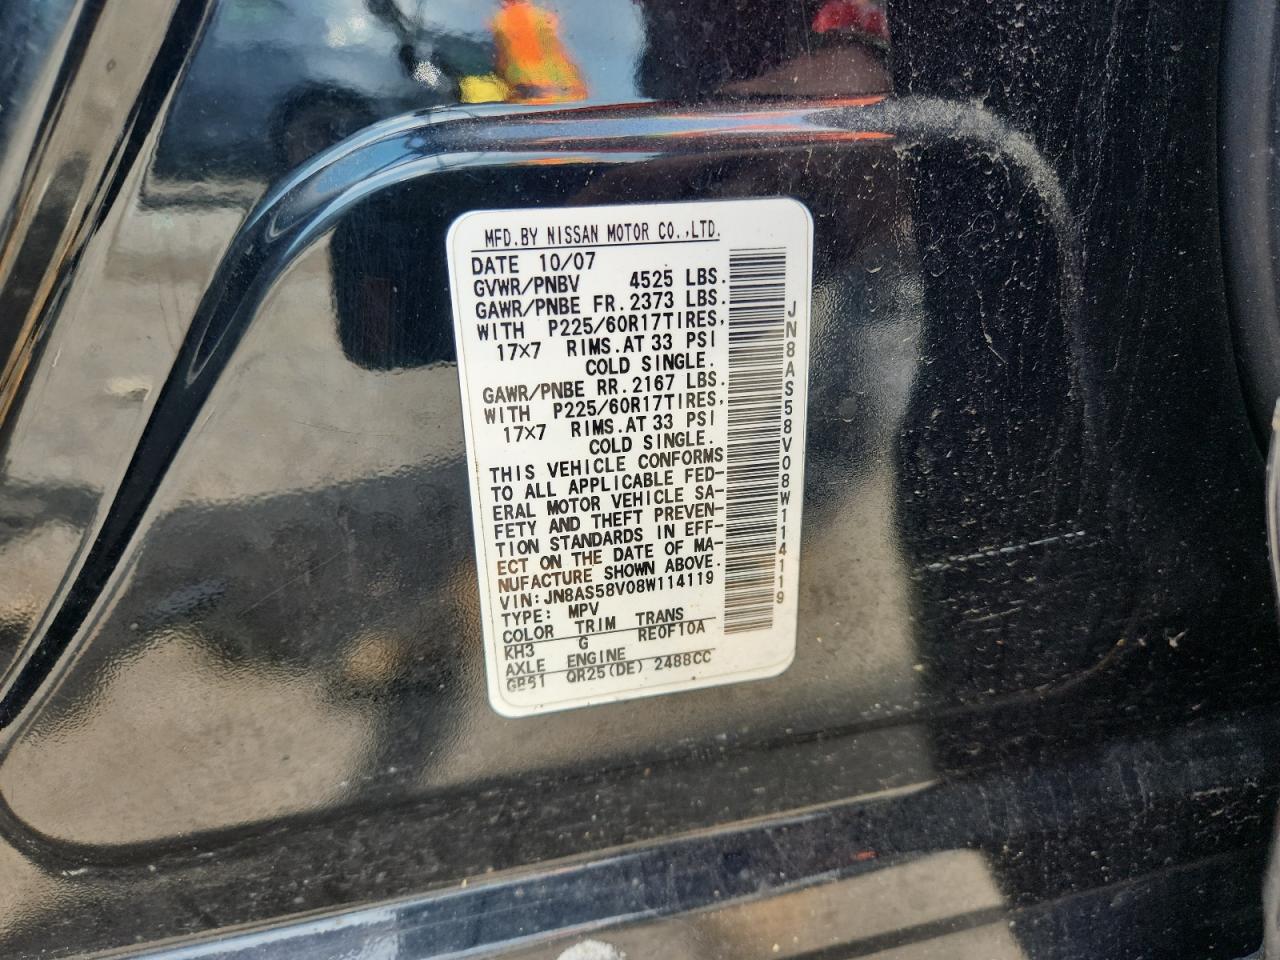 MFD.BY NISSAN MOTOR CO.,LTD.
DATE 10/07
GVWR/PNBV 4525 LBS.
GAWR/PNBE FR.2373 LBS.
WITH P225/60R17TIRES,
17×7 RIMS.AT 33 PSI
COLD SINGLE.
GAWR/PNBE RR.2167 LBS.
WITH P225/60R17TIRES,
17×7 RIMS.AT 33 PSI
COLD SINGLE.
THIS VEHICLE CONFORMS
TO ALL APPLICABLE FED-
ERAL MOTOR VEHICLE SA-
FETY AND THEFT PREVEN-
TION STANDARDS IN EFF-
ECT ON THE DATE OF MA-
NUFACTURE SHOWN ABOVE.
VIN:JN8AS58V08W114119
TYPE: MPV
COLOR TRIM TRANS
KH3 G RE0F10A
AXLE ENGINE
GB51 QR25(DE) 2488CC
JN8AS58V08W114119